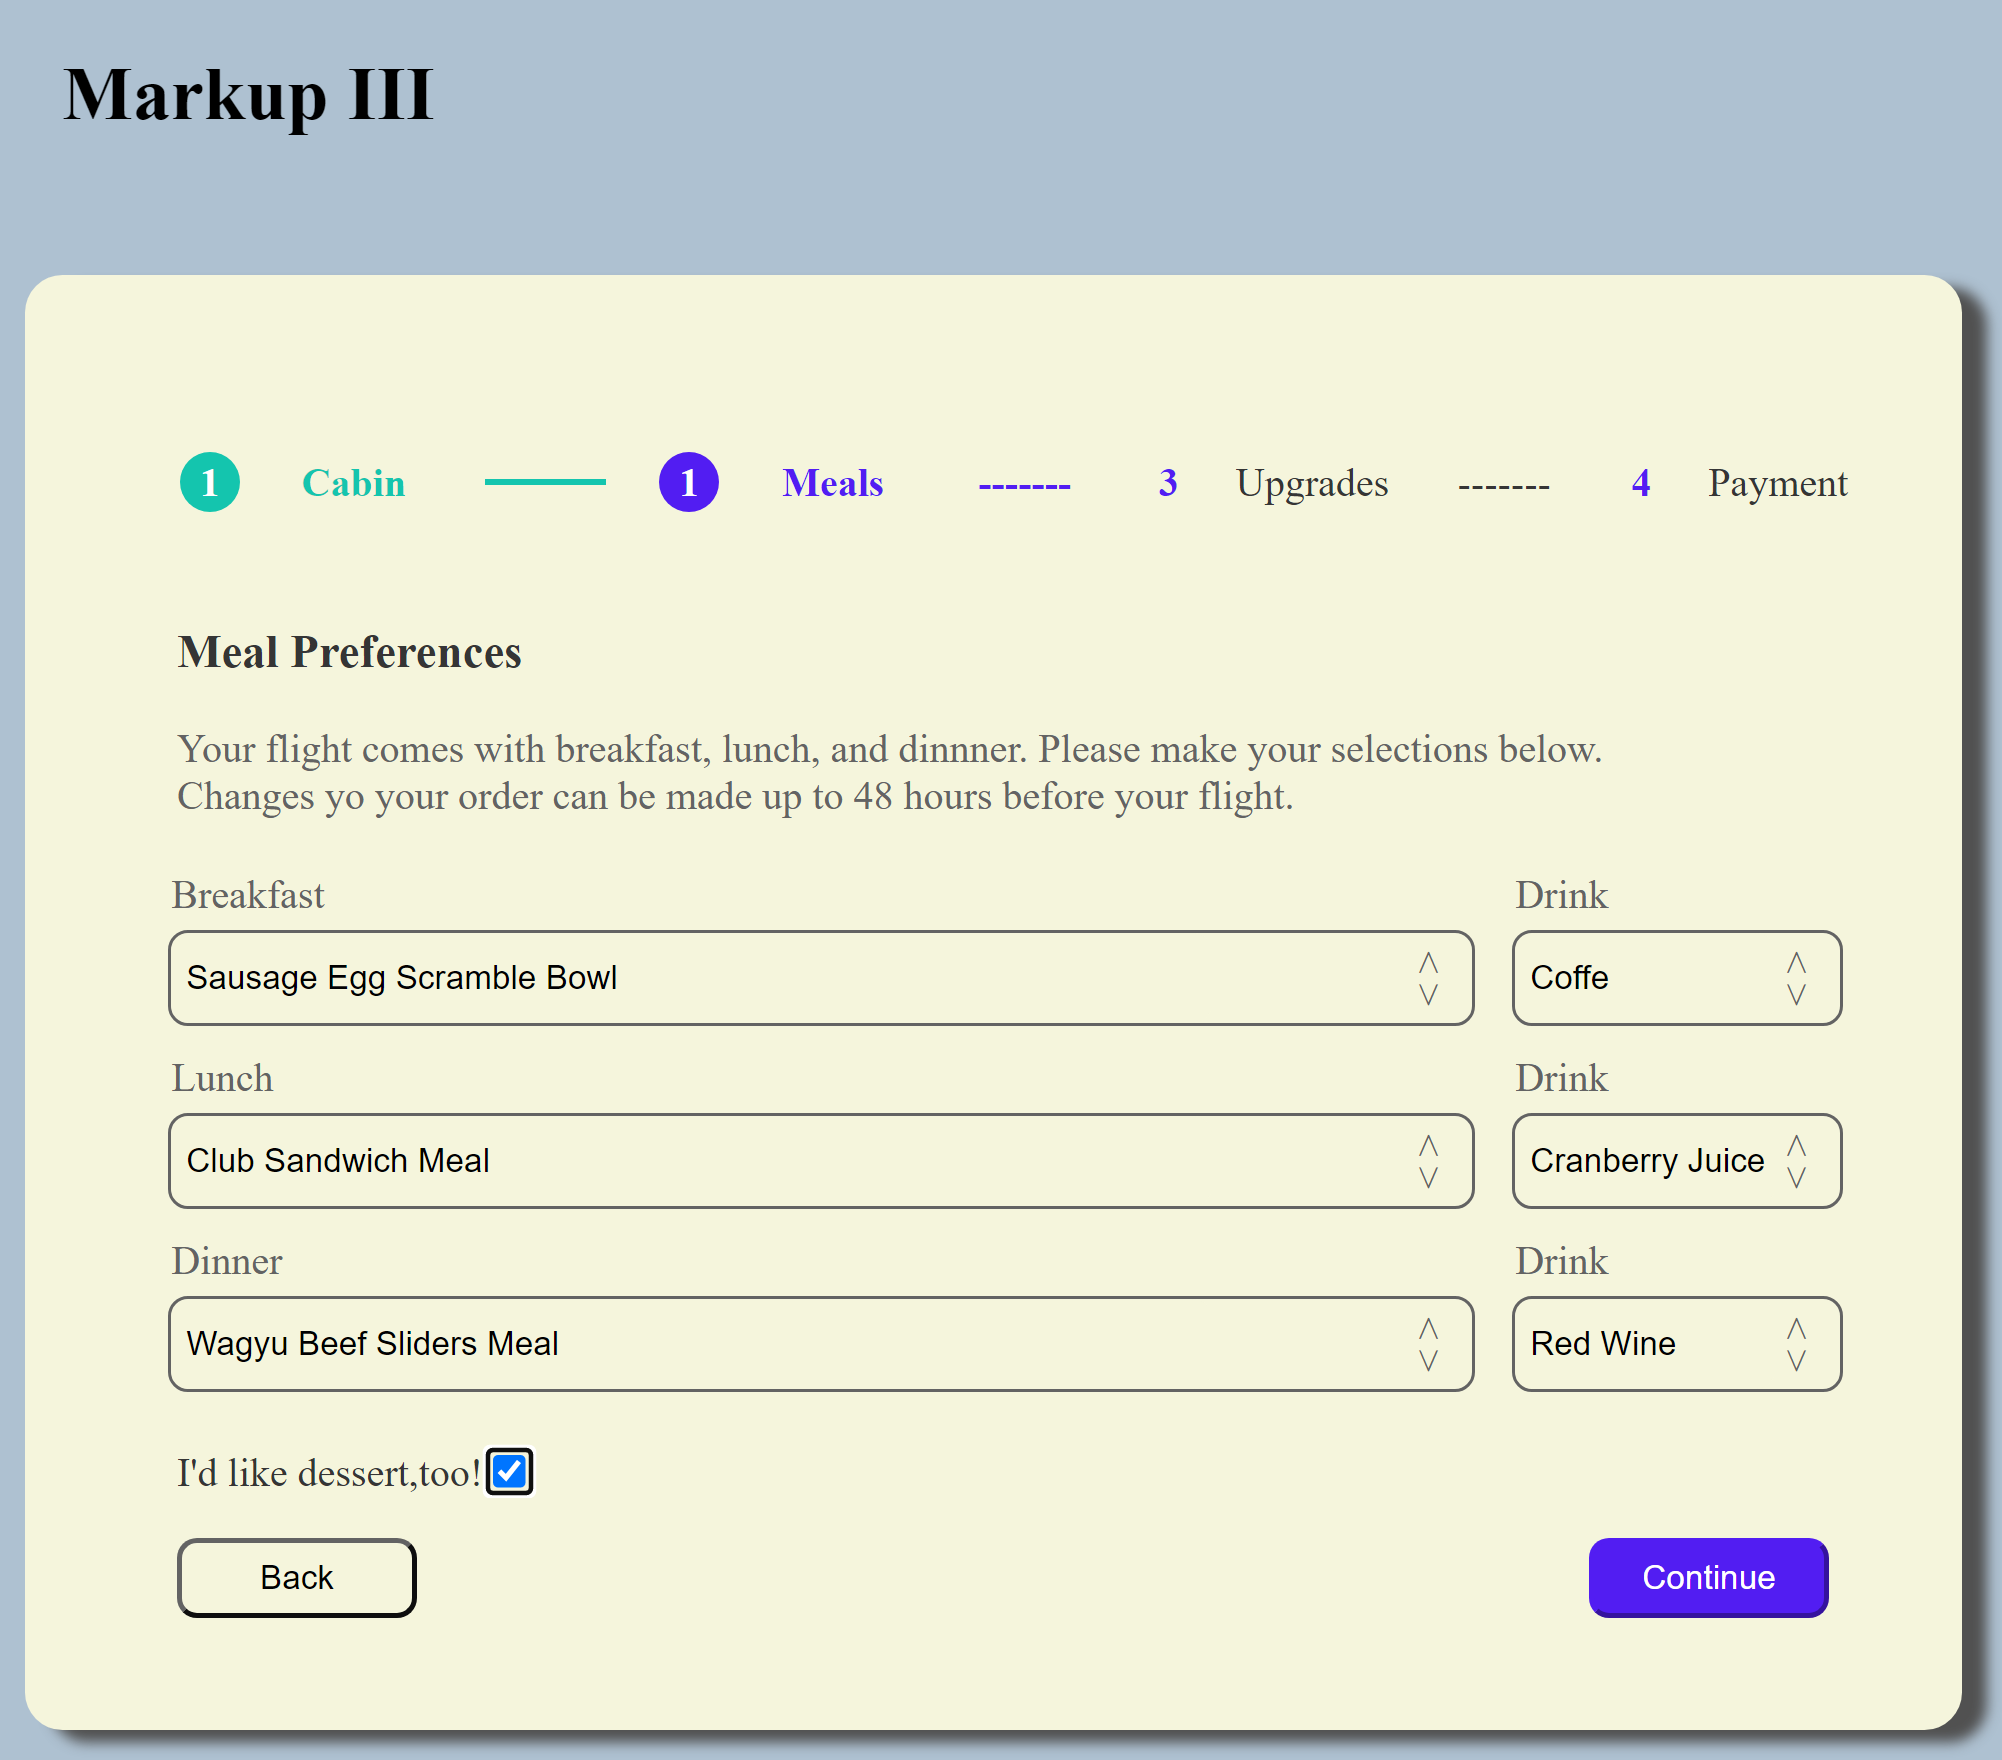 Markup III
1 Cabin 1 Meals ------- 3 Upgrades ------- 4 Payment
Meal Preferences
Your flight comes with breakfast, lunch, and dinnner. Please make your selections below.
Changes yo your order can be made up to 48 hours before your flight.
Breakfast Drink
Sausage Egg Scramble Bowl Coffe
Lunch Drink
Club Sandwich Meal Cranberry Juice
Dinner Drink
Wagyu Beef Sliders Meal Red Wine
I'd like dessert,too!
Back Continue